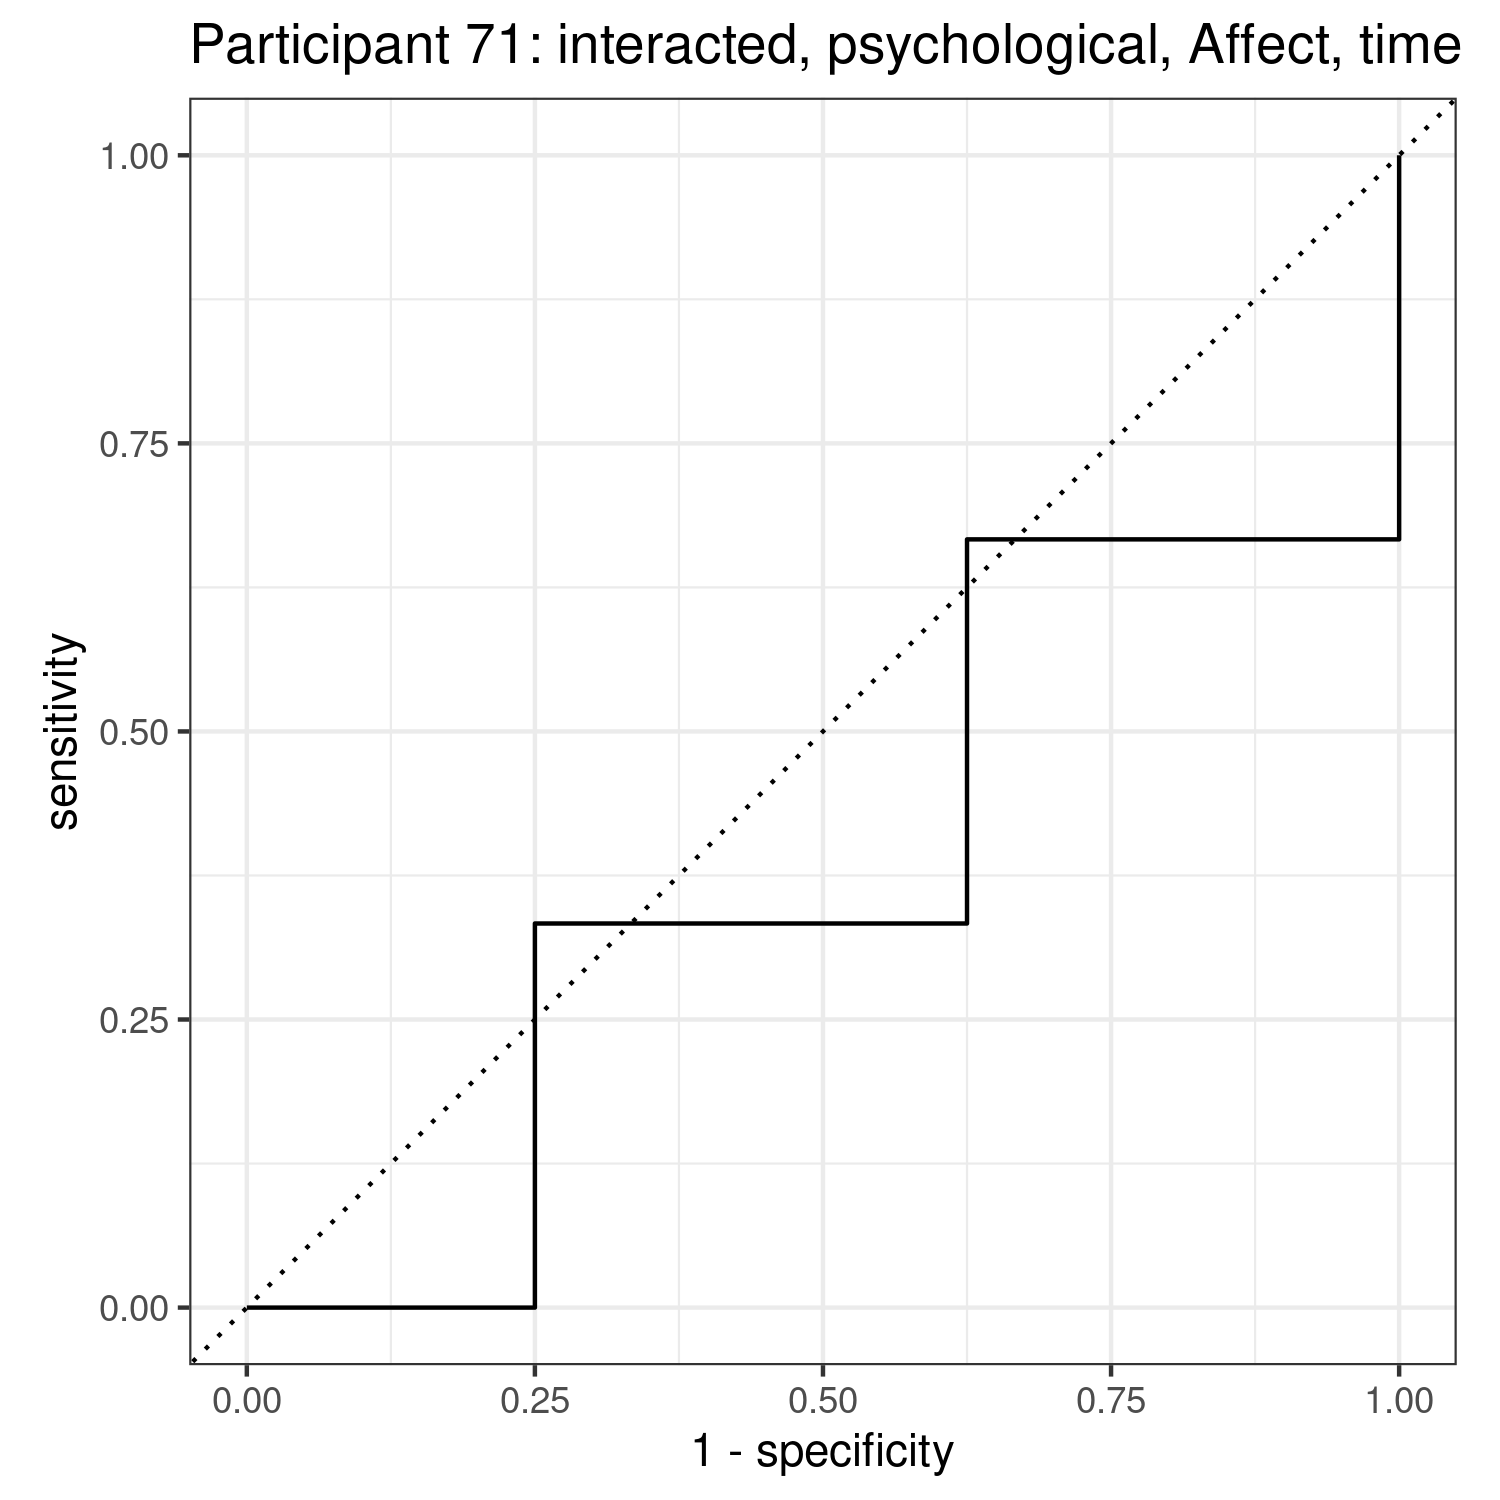 Participant 71: interacted, psychological, Affect, time
1.00
0.75
0.50
0.25
0.00
sensitivity
0.00 0.25 0.50 0.75 1.00
1 - specificity